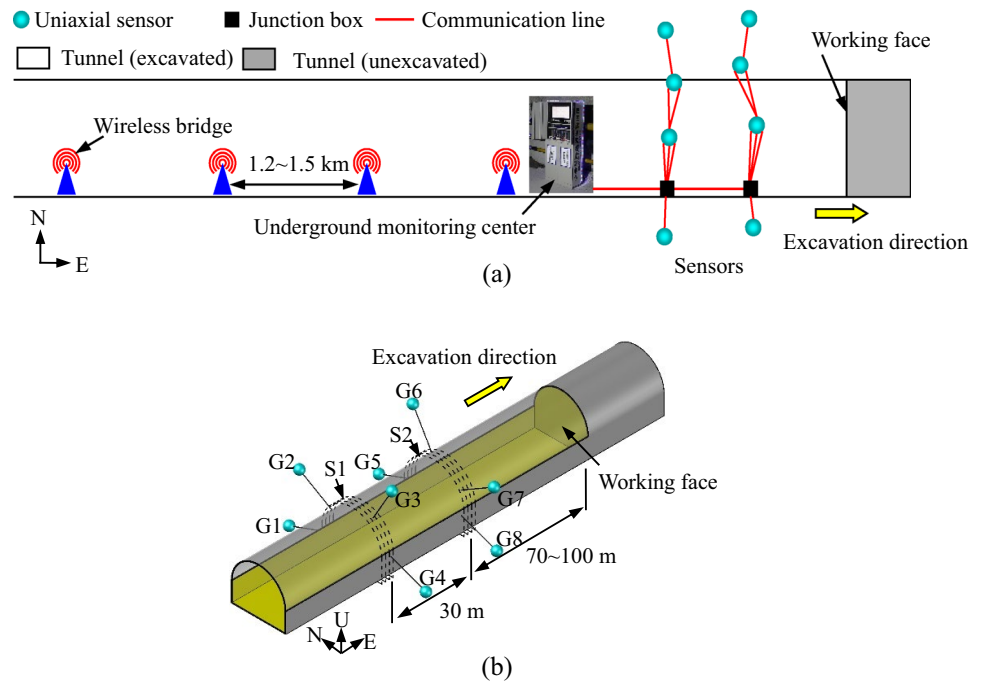 Uniaxial sensor Junction box Communication line
Tunnel (excavated) Tunnel (unexcavated)
Working face
Wireless bridge
1.2~1.5 km
Underground monitoring center
Excavation direction
N
E
Sensors
(a)
Excavation direction
G6
S2
G2
S1
G5
G3
G7
Working face
G1
G8
70~100 m
G4
30 m
U
N
E
(b)